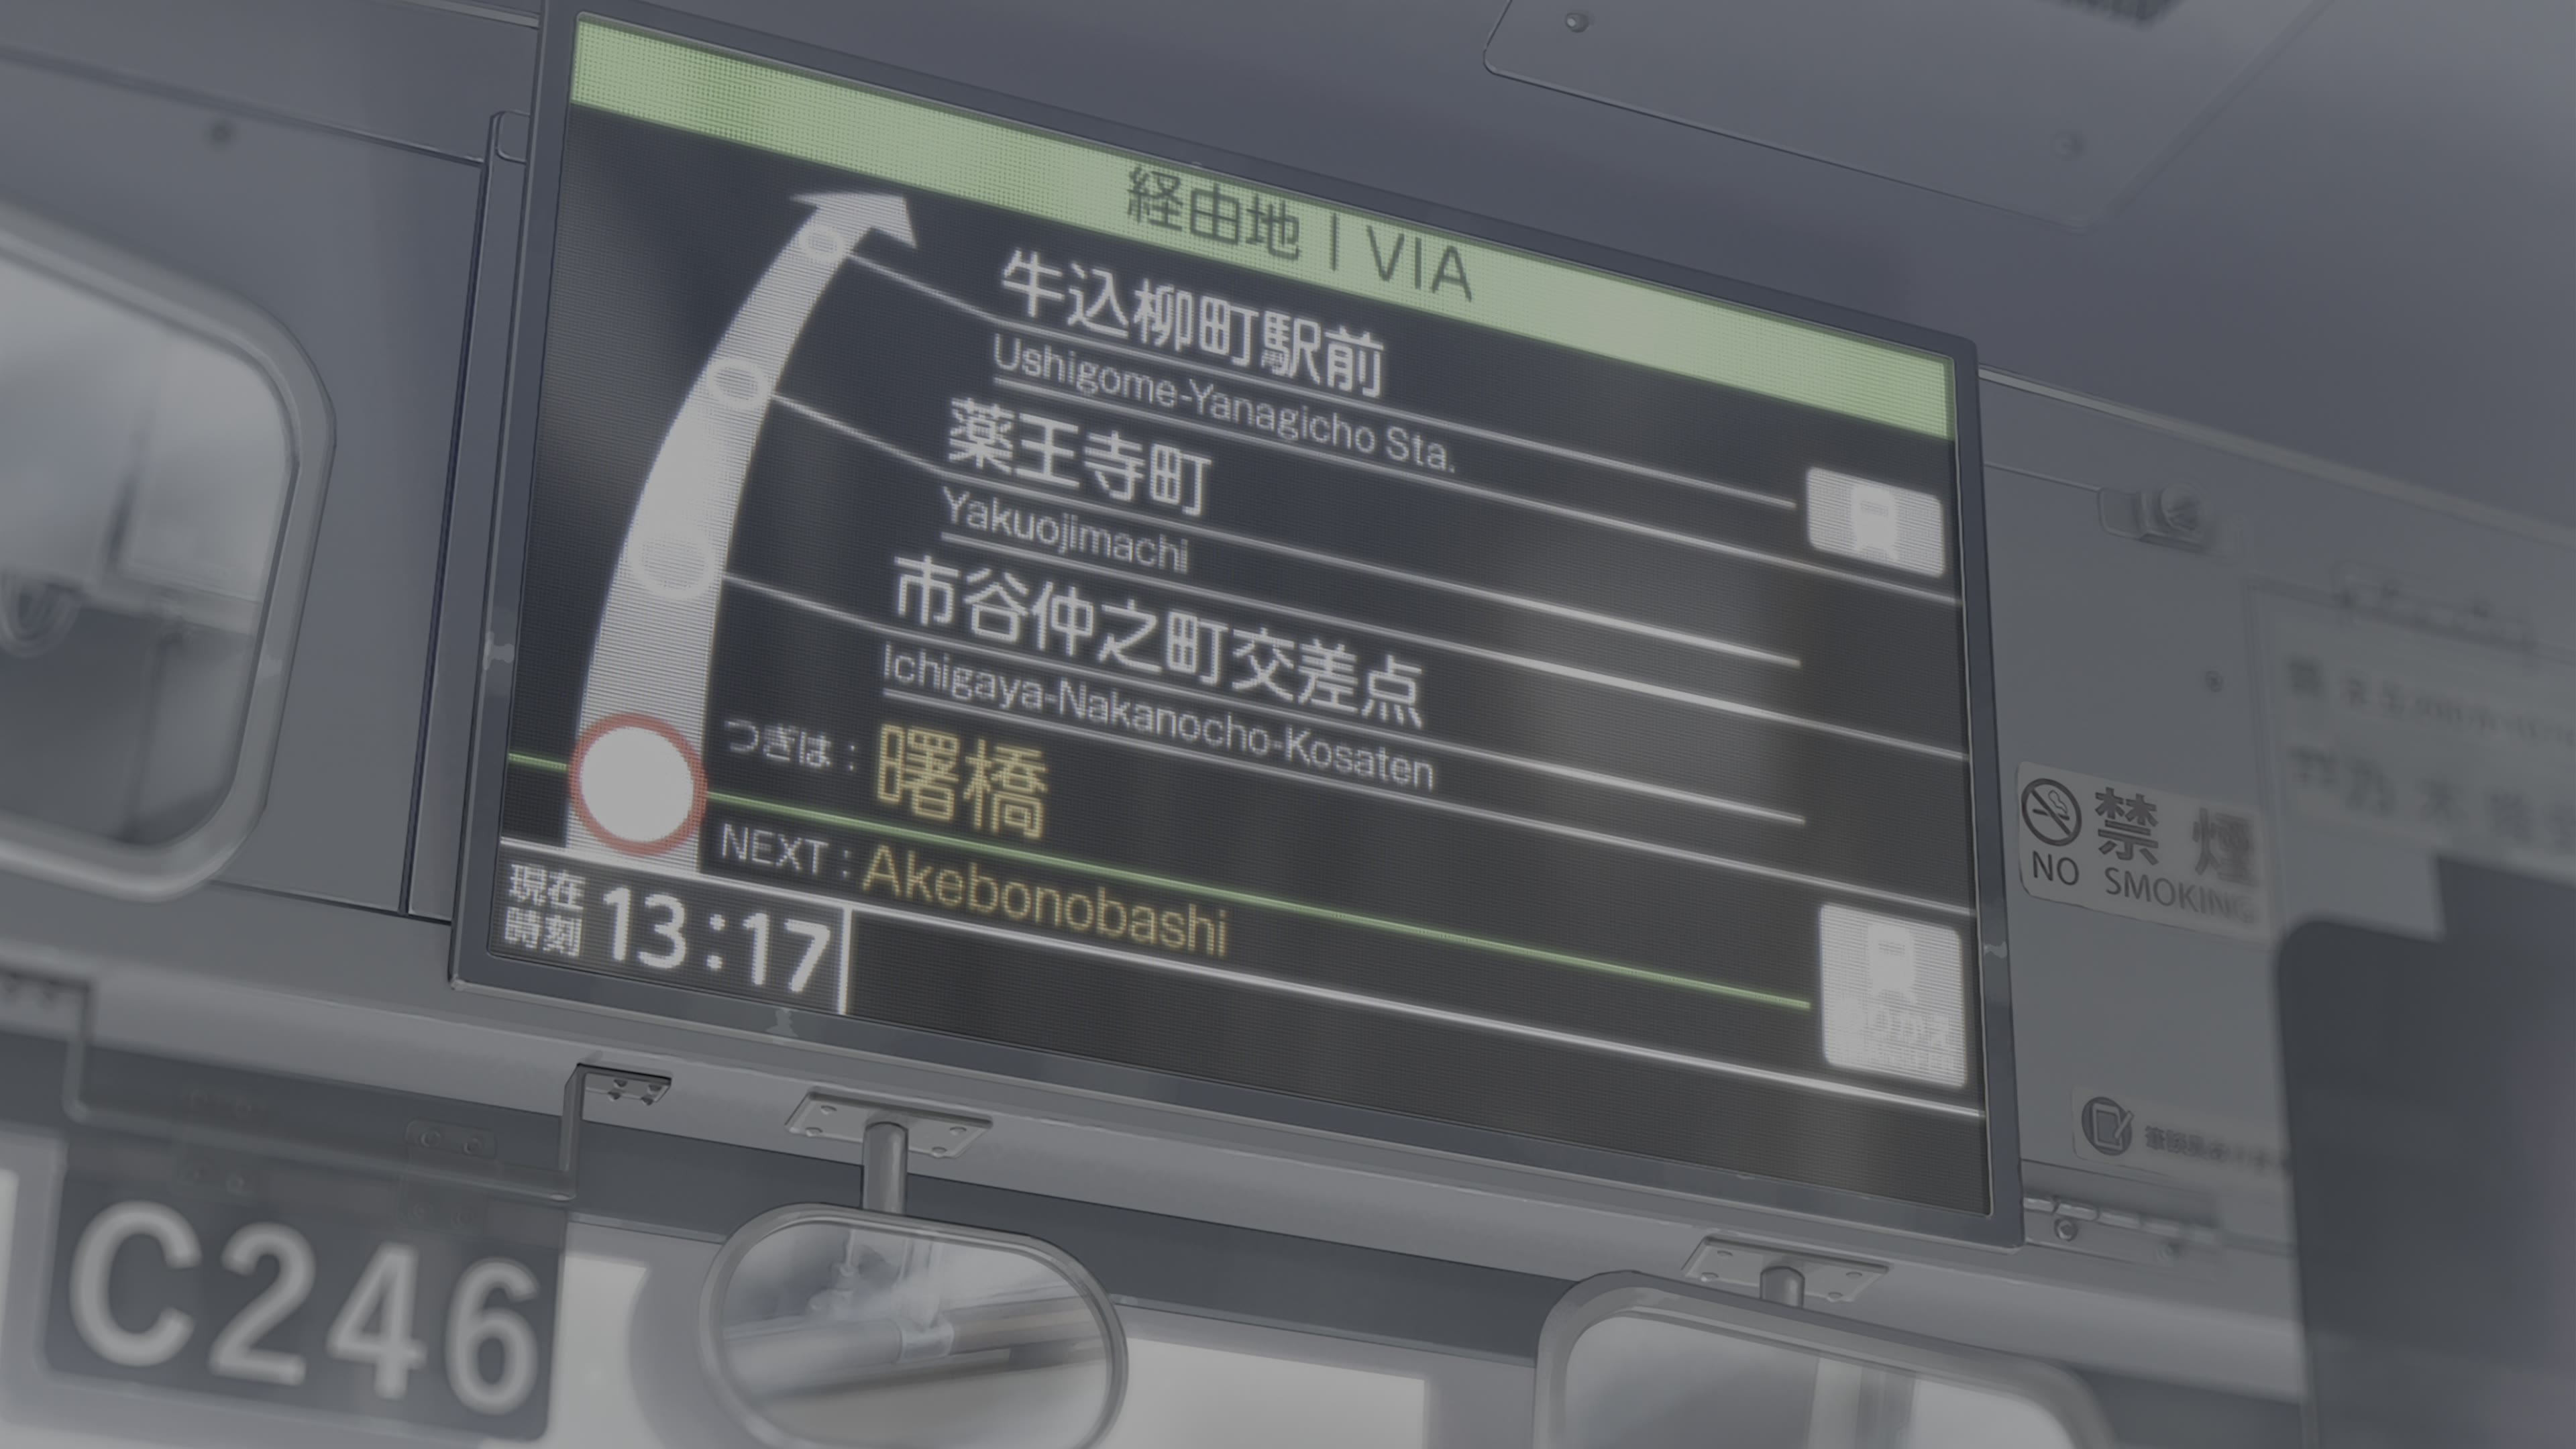 経由地 | VIA
牛込柳町駅前
Ushigome-Yanagicho Sta.
薬王寺町
Yakuojimachi
市谷仲之町交差点
Ichigaya-Nakanocho-Kosaten
つぎは：曙橋
NEXT : Akebonobashi
現在時刻 13:17
禁煙
NO SMOKING
C246